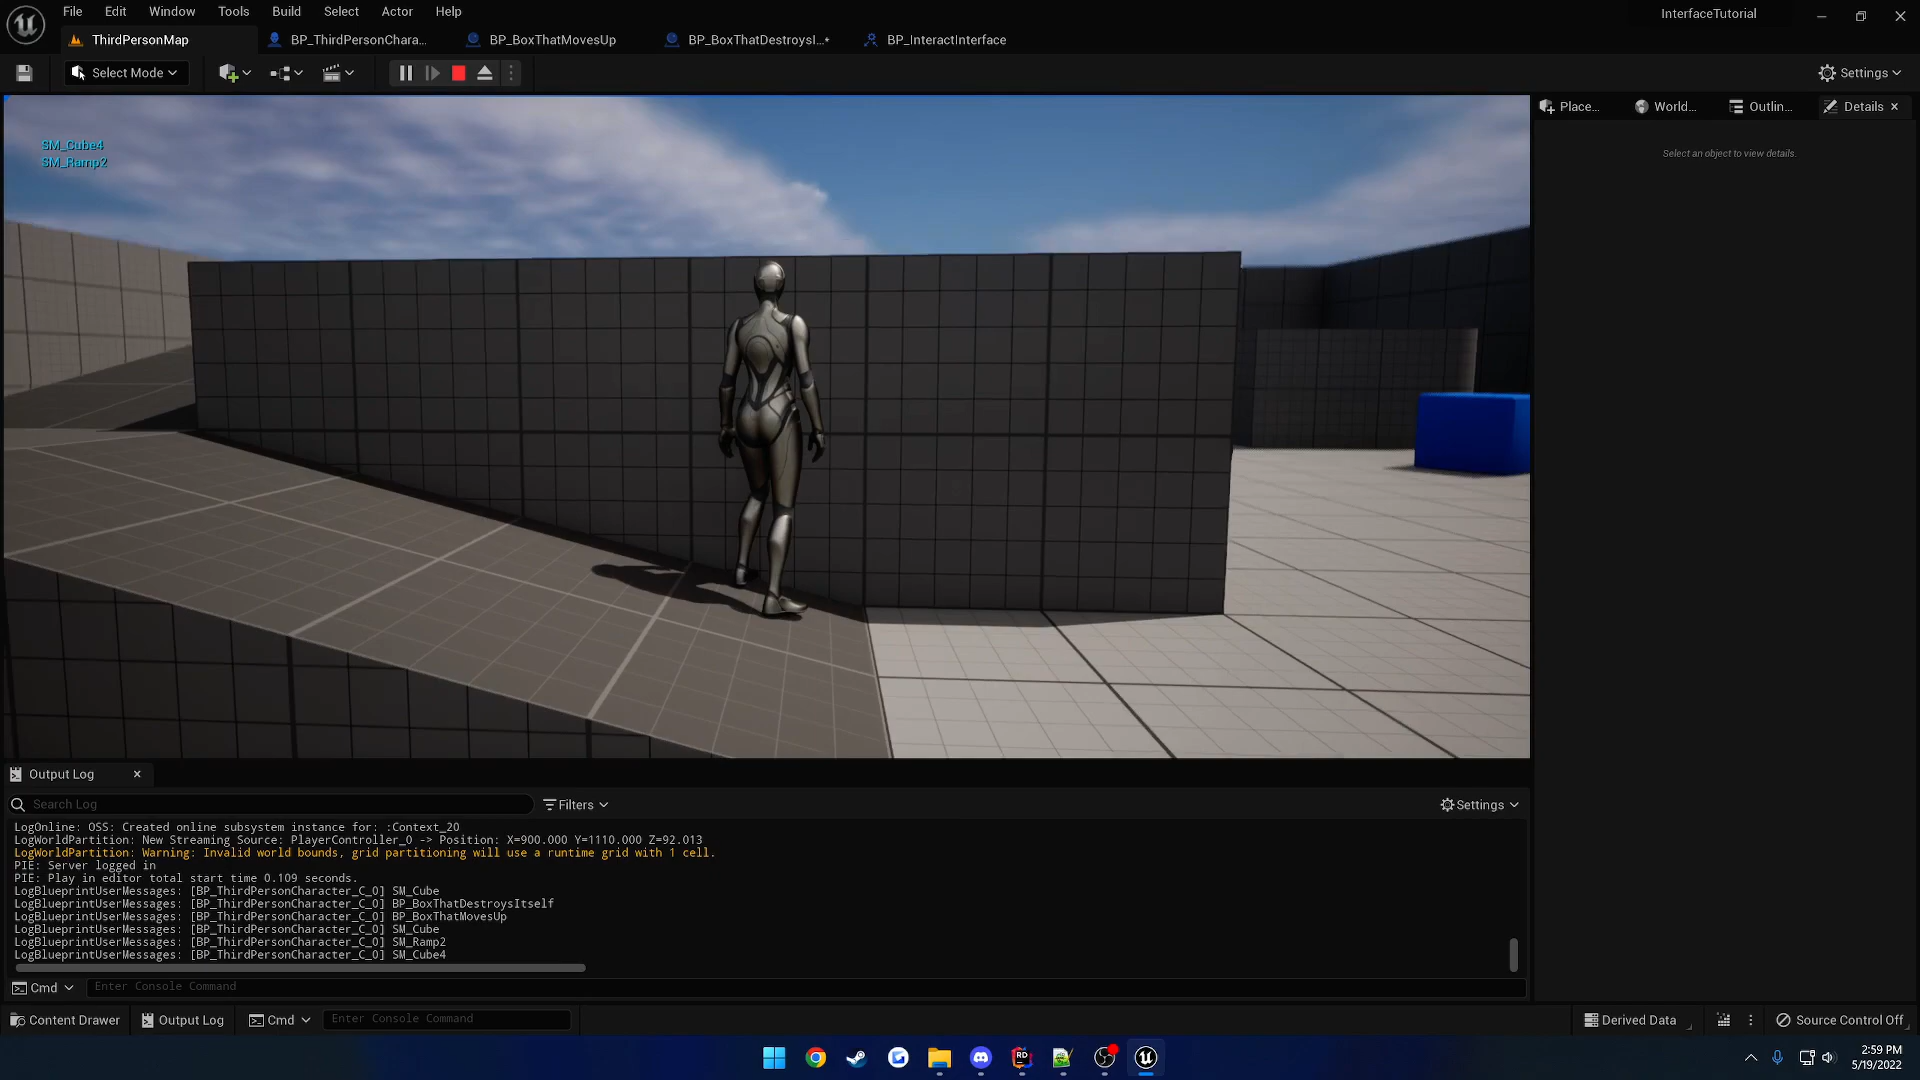 File Edit Window Tools Build Select Actor Help
InterfaceTutorial
ThirdPersonMap
BP_ThirdPersonChara...
BP_BoxThatMovesUp
BP_BoxThatDestroysI...•
BP_InteractInterface
Select Mode
Settings
SM_Cube4
SM_Ramp2
Place...
World...
Outlin...
Details
Select an object to view details.
Output Log
Search Log
Filters
Settings
LogOnline: OSS: Created online subsystem instance for: :Context_20
LogWorldPartition: New Streaming Source: PlayerController_0 -> Position: X=900.000 Y=1110.000 Z=92.013
LogWorldPartition: Warning: Invalid world bounds, grid partitioning will use a runtime grid with 1 cell.
PIE: Server logged in
PIE: Play in editor total start time 0.109 seconds.
LogBlueprintUserMessages: [BP_ThirdPersonCharacter_C_0] SM_Cube
LogBlueprintUserMessages: [BP_ThirdPersonCharacter_C_0] BP_BoxThatDestroysItself
LogBlueprintUserMessages: [BP_ThirdPersonCharacter_C_0] BP_BoxThatMovesUp
LogBlueprintUserMessages: [BP_ThirdPersonCharacter_C_0] SM_Cube
LogBlueprintUserMessages: [BP_ThirdPersonCharacter_C_0] SM_Ramp2
LogBlueprintUserMessages: [BP_ThirdPersonCharacter_C_0] SM_Cube4
Cmd
Enter Console Command
Content Drawer
Output Log
Cmd
Enter Console Command
Derived Data
Source Control Off
RD
2:59 PM
5/19/2022